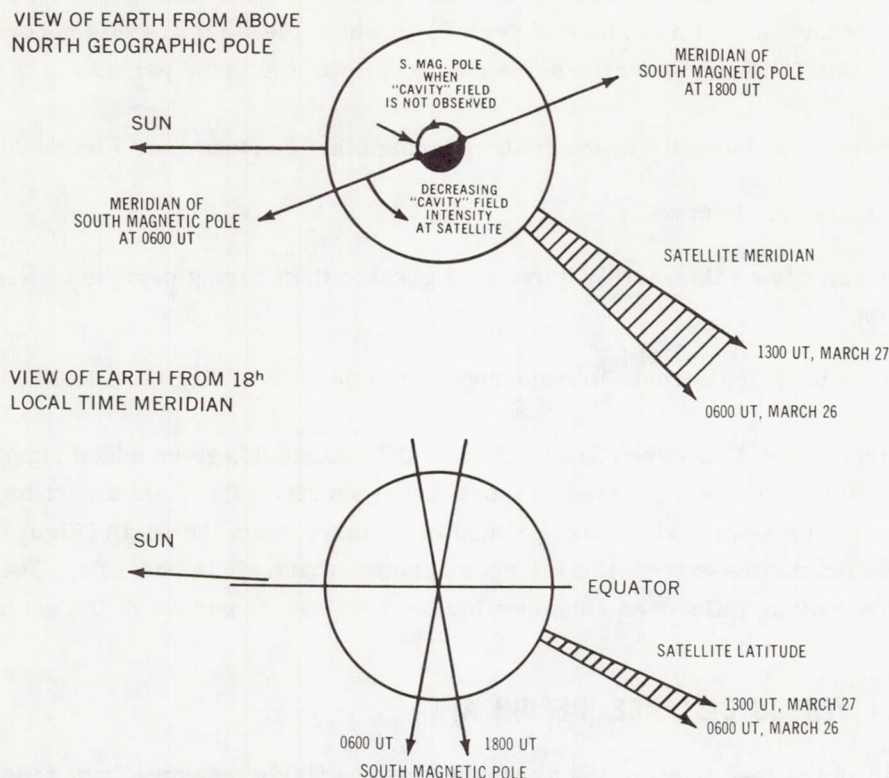 VIEW OF EARTH FROM ABOVE
NORTH GEOGRAPHIC POLE
S. MAG. POLE
WHEN
"CAVITY" FIELD
IS NOT OBSERVED
MERIDIAN OF
SOUTH MAGNETIC POLE
AT 1800 UT
SUN
MERIDIAN OF
SOUTH MAGNETIC POLE
AT 0600 UT
DECREASING
"CAVITY" FIELD
INTENSITY
AT SATELLITE
SATELLITE MERIDIAN
1300 UT, MARCH 27
0600 UT, MARCH 26
VIEW OF EARTH FROM 18h
LOCAL TIME MERIDIAN
SUN
EQUATOR
SATELLITE LATITUDE
1300 UT, MARCH 27
0600 UT, MARCH 26
0600 UT
1800 UT
SOUTH MAGNETIC POLE